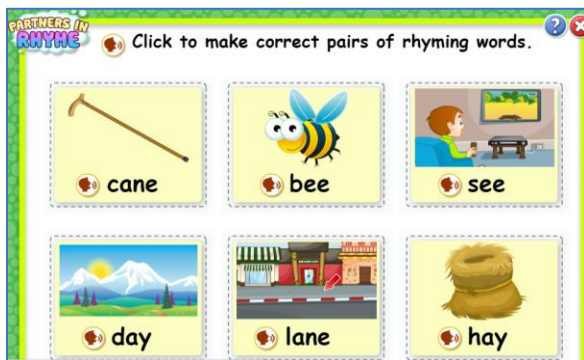 PARTNERS IN
RHYME
Click to make correct pairs of rhyming words.
?
cane
bee
see
day
lane
hay